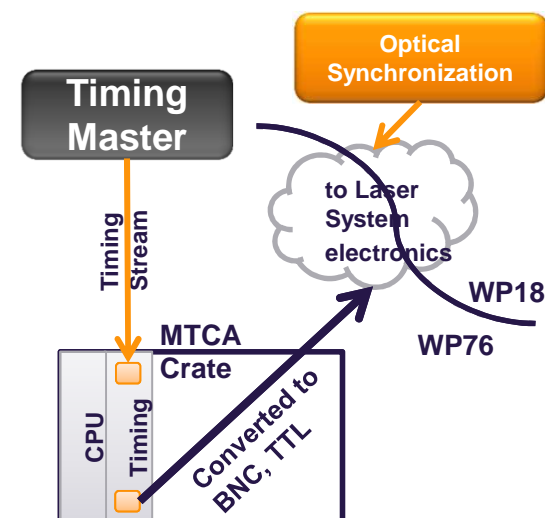 Optical
Synchronization
Timing
Master
to Laser
System
electronics
Timing
Stream
WP18
WP76
MTCA
Crate
CPU
Timing
Converted to
BNC, TTL